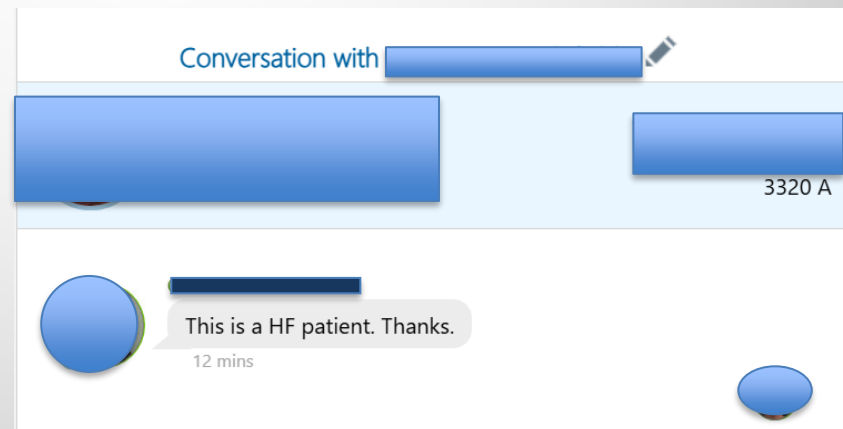 Conversation with
3320 A
This is a HF patient. Thanks.
12 mins